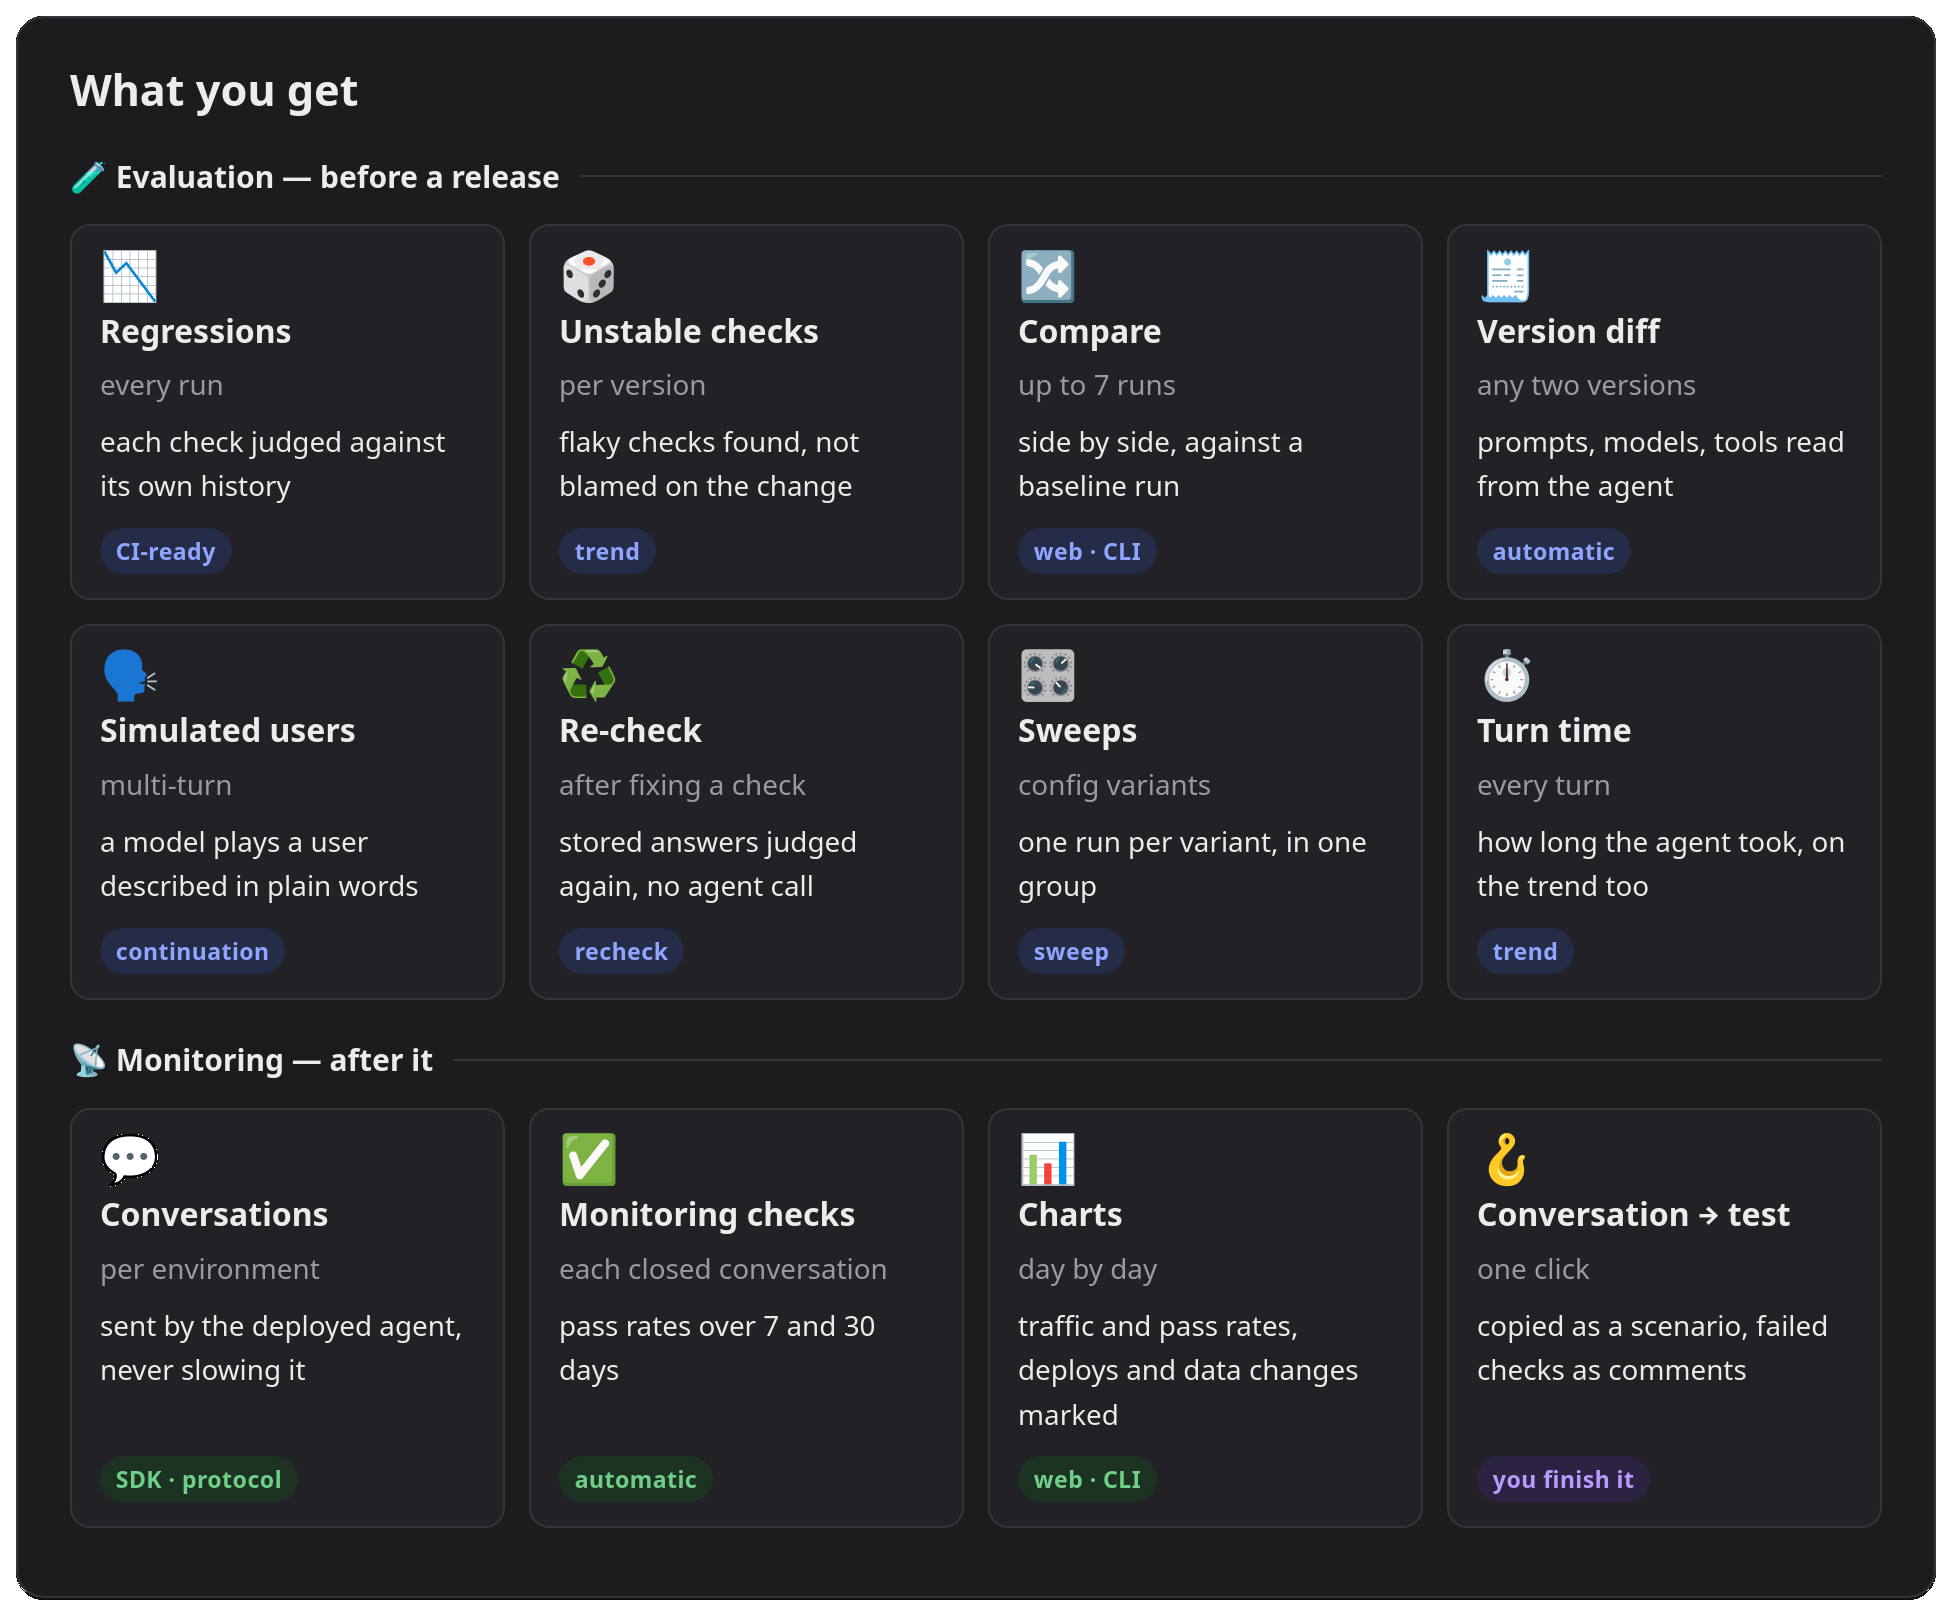 What you get
Evaluation — before a release
Regressions
every run
each check judged against
its own history
CI-ready
Unstable checks
per version
flaky checks found, not
blamed on the change
trend
Compare
up to 7 runs
side by side, against a
baseline run
web · CLI
Version diff
any two versions
prompts, models, tools read
from the agent
automatic
Simulated users
multi-turn
a model plays a user
described in plain words
continuation
Re-check
after fixing a check
stored answers judged
again, no agent call
recheck
Sweeps
config variants
one run per variant, in one
group
sweep
Turn time
every turn
how long the agent took, on
the trend too
trend
Monitoring — after it
Conversations
per environment
sent by the deployed agent,
never slowing it
SDK · protocol
Monitoring checks
each closed conversation
pass rates over 7 and 30
days
automatic
Charts
day by day
traffic and pass rates,
deploys and data changes
marked
web · CLI
Conversation → test
one click
copied as a scenario, failed
checks as comments
you finish it